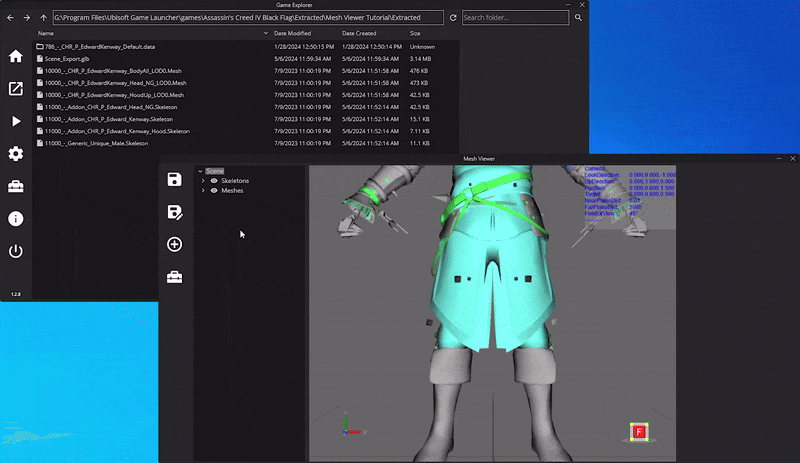 Game Explorer
G:\Program Files\Ubisoft Game Launcher\games\Assassin's Creed IV Black Flag\Extracted\Mesh Viewer Tutorial\Extracted
Search folder...
Name Date Modified Date Created Size
786_-_CHR_P_EdwardKenway_Default.data 1/28/2024 12:50:15 PM 1/28/2024 12:50:14 PM Unknown
Scene_Export.glb 5/6/2024 11:59:34 AM 5/6/2024 11:59:34 AM 3.14 MB
10000_-_CHR_P_EdwardKenway_BodyAll_LOD0.Mesh 7/9/2023 11:00:19 PM 5/6/2024 11:51:58 AM 476 KB
10000_-_CHR_P_EdwardKenway_Head_NG_LOD0.Mesh 7/9/2023 11:00:19 PM 5/6/2024 11:51:58 AM 473 KB
10000_-_CHR_P_EdwardKenway_HoodUp_LOD0.Mesh 7/9/2023 11:00:19 PM 5/6/2024 11:51:58 AM 42.5 KB
11000_-_Addon_CHR_P_Edward_Head_NG.Skeleton 7/9/2023 11:00:19 PM 5/6/2024 11:52:14 AM 42.5 KB
11000_-_Addon_CHR_P_Edward_Kenway.Skeleton 7/9/2023 11:00:19 PM 5/6/2024 11:52:14 AM 15.1 KB
11000_-_Addon_CHR_P_Edward_Kenway_Hood.Skeleton 7/9/2023 11:00:19 PM 5/6/2024 11:52:14 AM 7.11 KB
11000_-_Generic_Unique_Male.Skeleton 7/9/2023 11:00:19 PM 5/6/2024 11:52:14 AM 11.1 KB
1.2.8
Mesh Viewer
Scene
Skeletons
Meshes
Camera
LookDirection: 0.000,0.000,-1.000
UpDirection: 0.000,1.000,0.000
Position: 0.000,0.600,1.500
Target: 0.000,0.600,0.500
NearPlaneDist: 0.01
FarPlaneDist: 1000
FieldOfView: 45
F